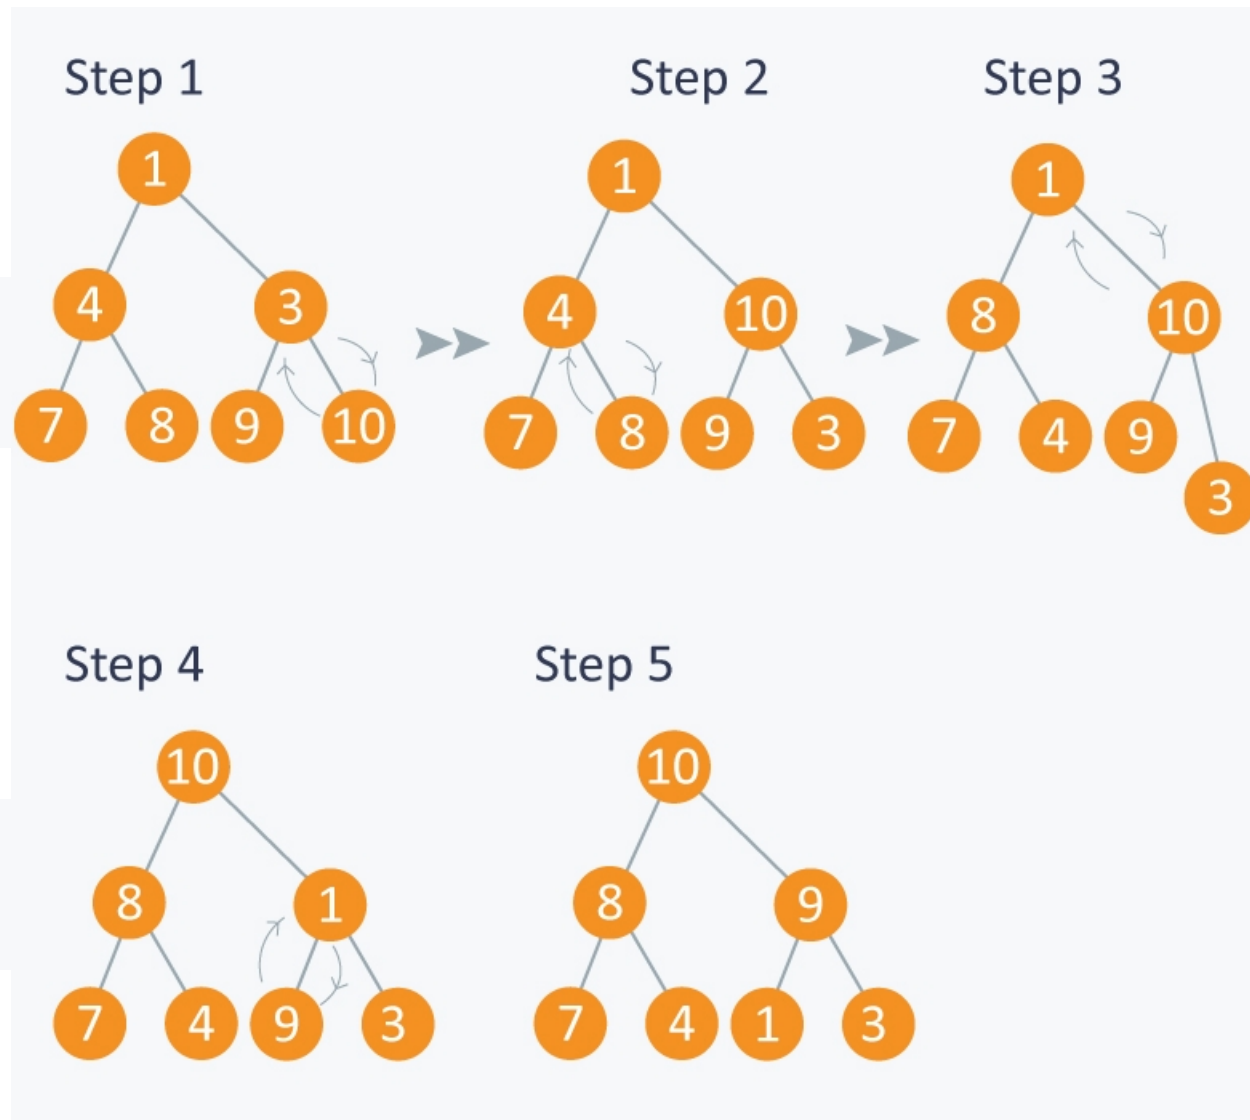 Step 1 Step 2 Step 3
1 1 1
4 3 4 10 8 10
7 8 9 10 7 8 9 3 7 4 9
3
Step 4 Step 5
10 10
8 1 8 9
7 4 9 3 7 4 1 3